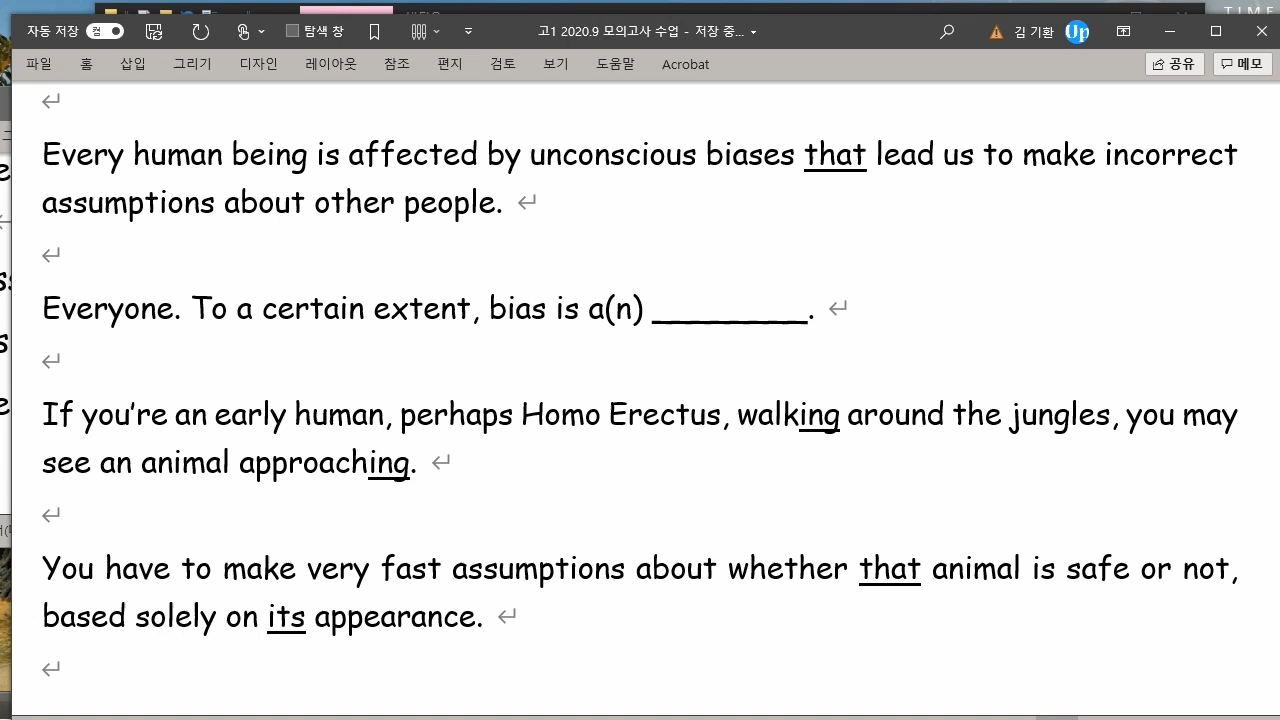 TIME
자동 저장 컴 탐색 창 고1 2020.9 모의고사 수업 - 저장 중... 김 기환 Up
파일 홈 삽입 그리기 디자인 레이아웃 참조 편지 검토 보기 도움말 Acrobat 공유 메모
Every human being is affected by unconscious biases that lead us to make incorrect
assumptions about other people.
Everyone. To a certain extent, bias is a(n) _________.
If you’re an early human, perhaps Homo Erectus, walking around the jungles, you may
see an animal approaching.
You have to make very fast assumptions about whether that animal is safe or not,
based solely on its appearance.